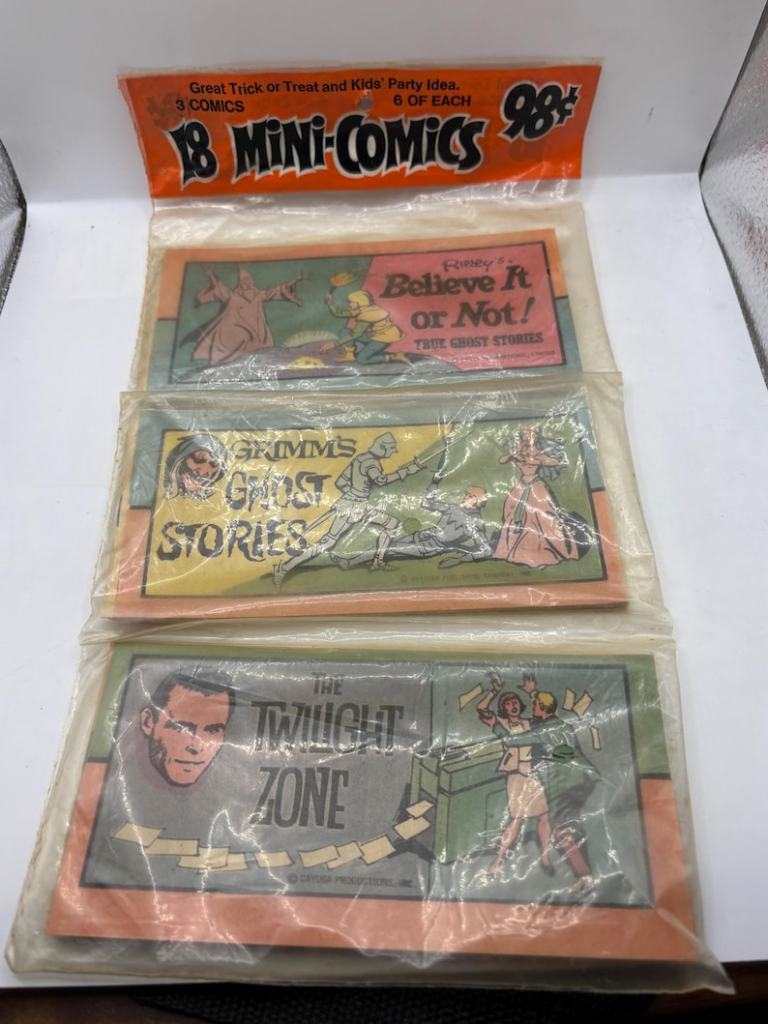 Great Trick or Treat and Kids' Party Idea.
3 COMICS 6 OF EACH
18 MiNi-COMiCS 98¢
Ripley's
Believe It
or Not!
TRUE GHOST STORIES
GRIMM'S
GHOST
STORIES
THE
TWILIGHT
ZONE
© CAYUGA PRODUCTIONS, INC.